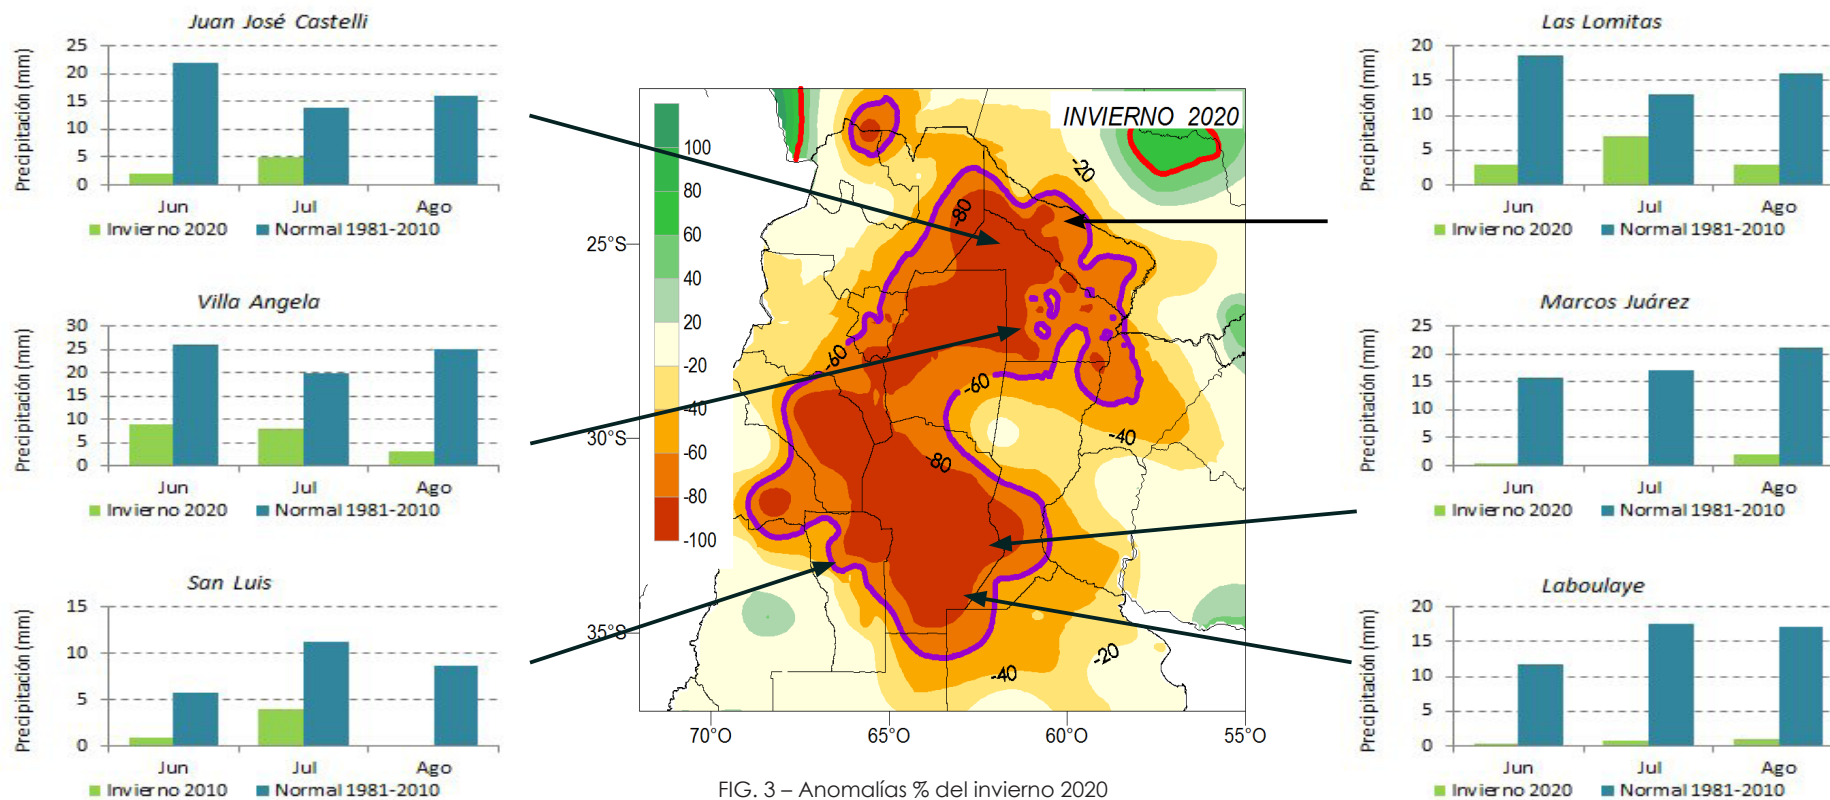 Juan José Castelli
Precipitación (mm)
25
20
15
10
5
0
Jun Jul Ago
Invierno 2020 Normal 1981-2010
Villa Angela
Precipitación (mm)
30
25
20
15
10
5
0
Jun Jul Ago
Invierno 2020 Normal 1981-2010
San Luis
Precipitación (mm)
15
10
5
0
Jun Jul Ago
Invierno 2010 Normal 1981-2010
INVIERNO 2020
100
80
60
40
20
-20
-40
-60
-80
-100
25°S
30°S
35°S
70°O 65°O 60°O 55°O
-20
-80
-60
-60
-40
-80
-20
-40
FIG. 3 – Anomalías % del invierno 2020
Las Lomitas
Precipitación (mm)
20
15
10
5
0
Jun Jul Ago
Invierno 2020 Normal 1981-2010
Marcos Juárez
Precipitación (mm)
25
20
15
10
5
0
Jun Jul Ago
Invierno 2020 Normal 1981-2010
Laboulaye
Precipitación (mm)
20
15
10
5
0
Jun Jul Ago
Invierno 2020 Normal 1981-2010